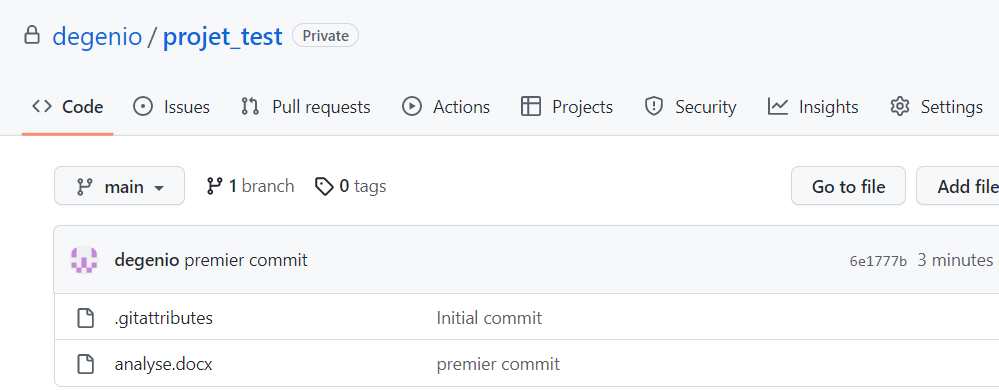 degenio / projet_test Private
Code Issues Pull requests Actions Projects Security Insights Settings
main 1 branch 0 tags Go to file Add file
degenio premier commit 6e1777b 3 minutes
.gitattributes Initial commit
analyse.docx premier commit